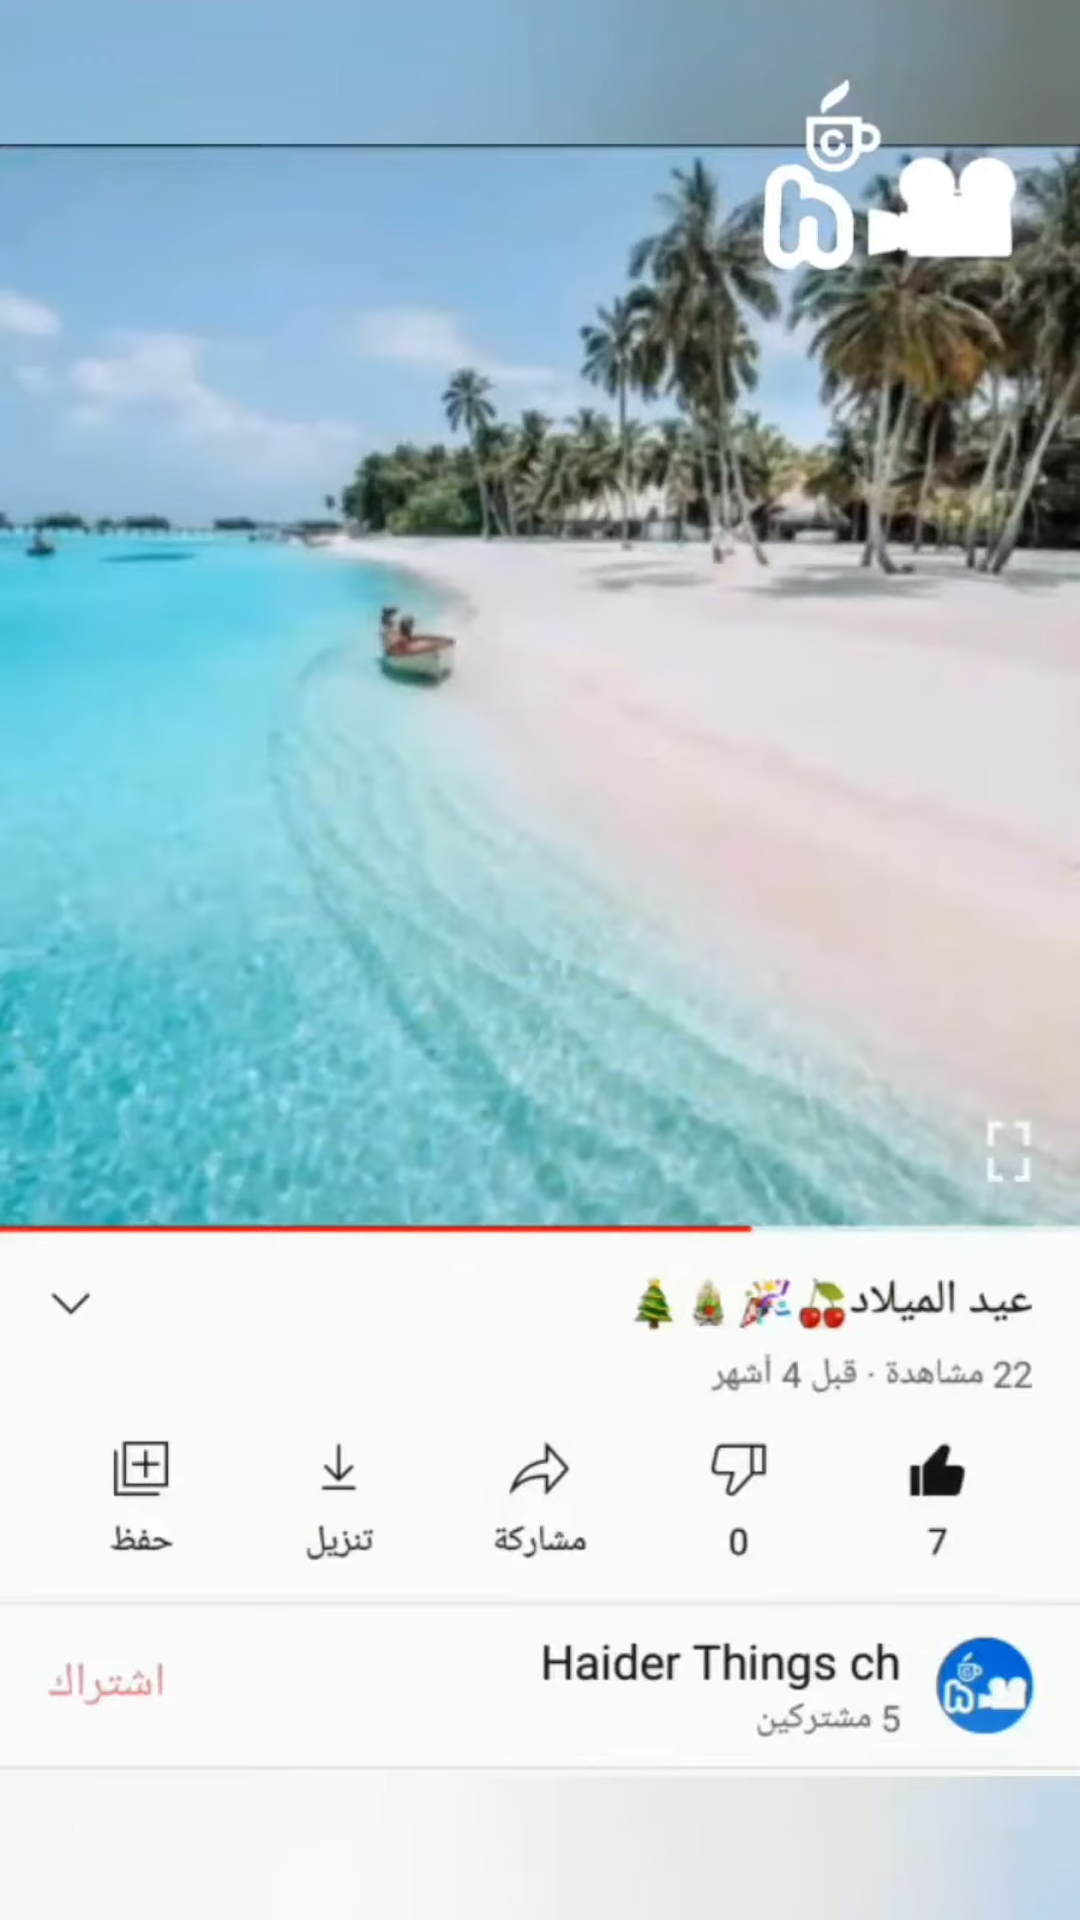 c
h
عيد الميلاد🍒🎉🎄🎄
22 مشاهدة · قبل 4 أشهر
7
0
مشاركة
تنزيل
حفظ
Haider Things ch
5 مشتركين
اشتراك